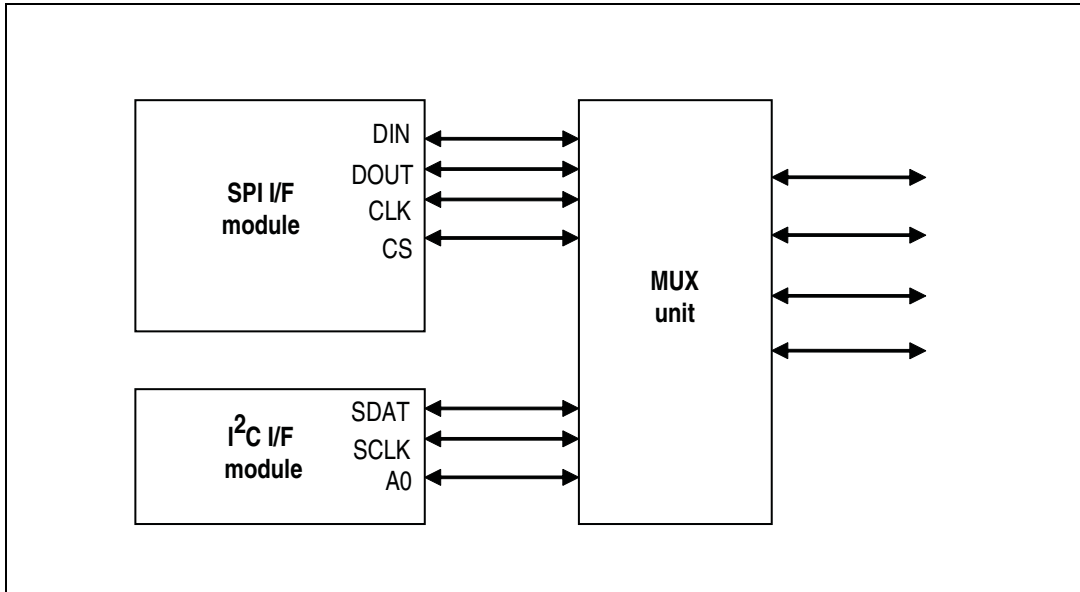 SPI I/F
module
DIN
DOUT
CLK
CS
I²C I/F
module
SDAT
SCLK
A0
MUX
unit